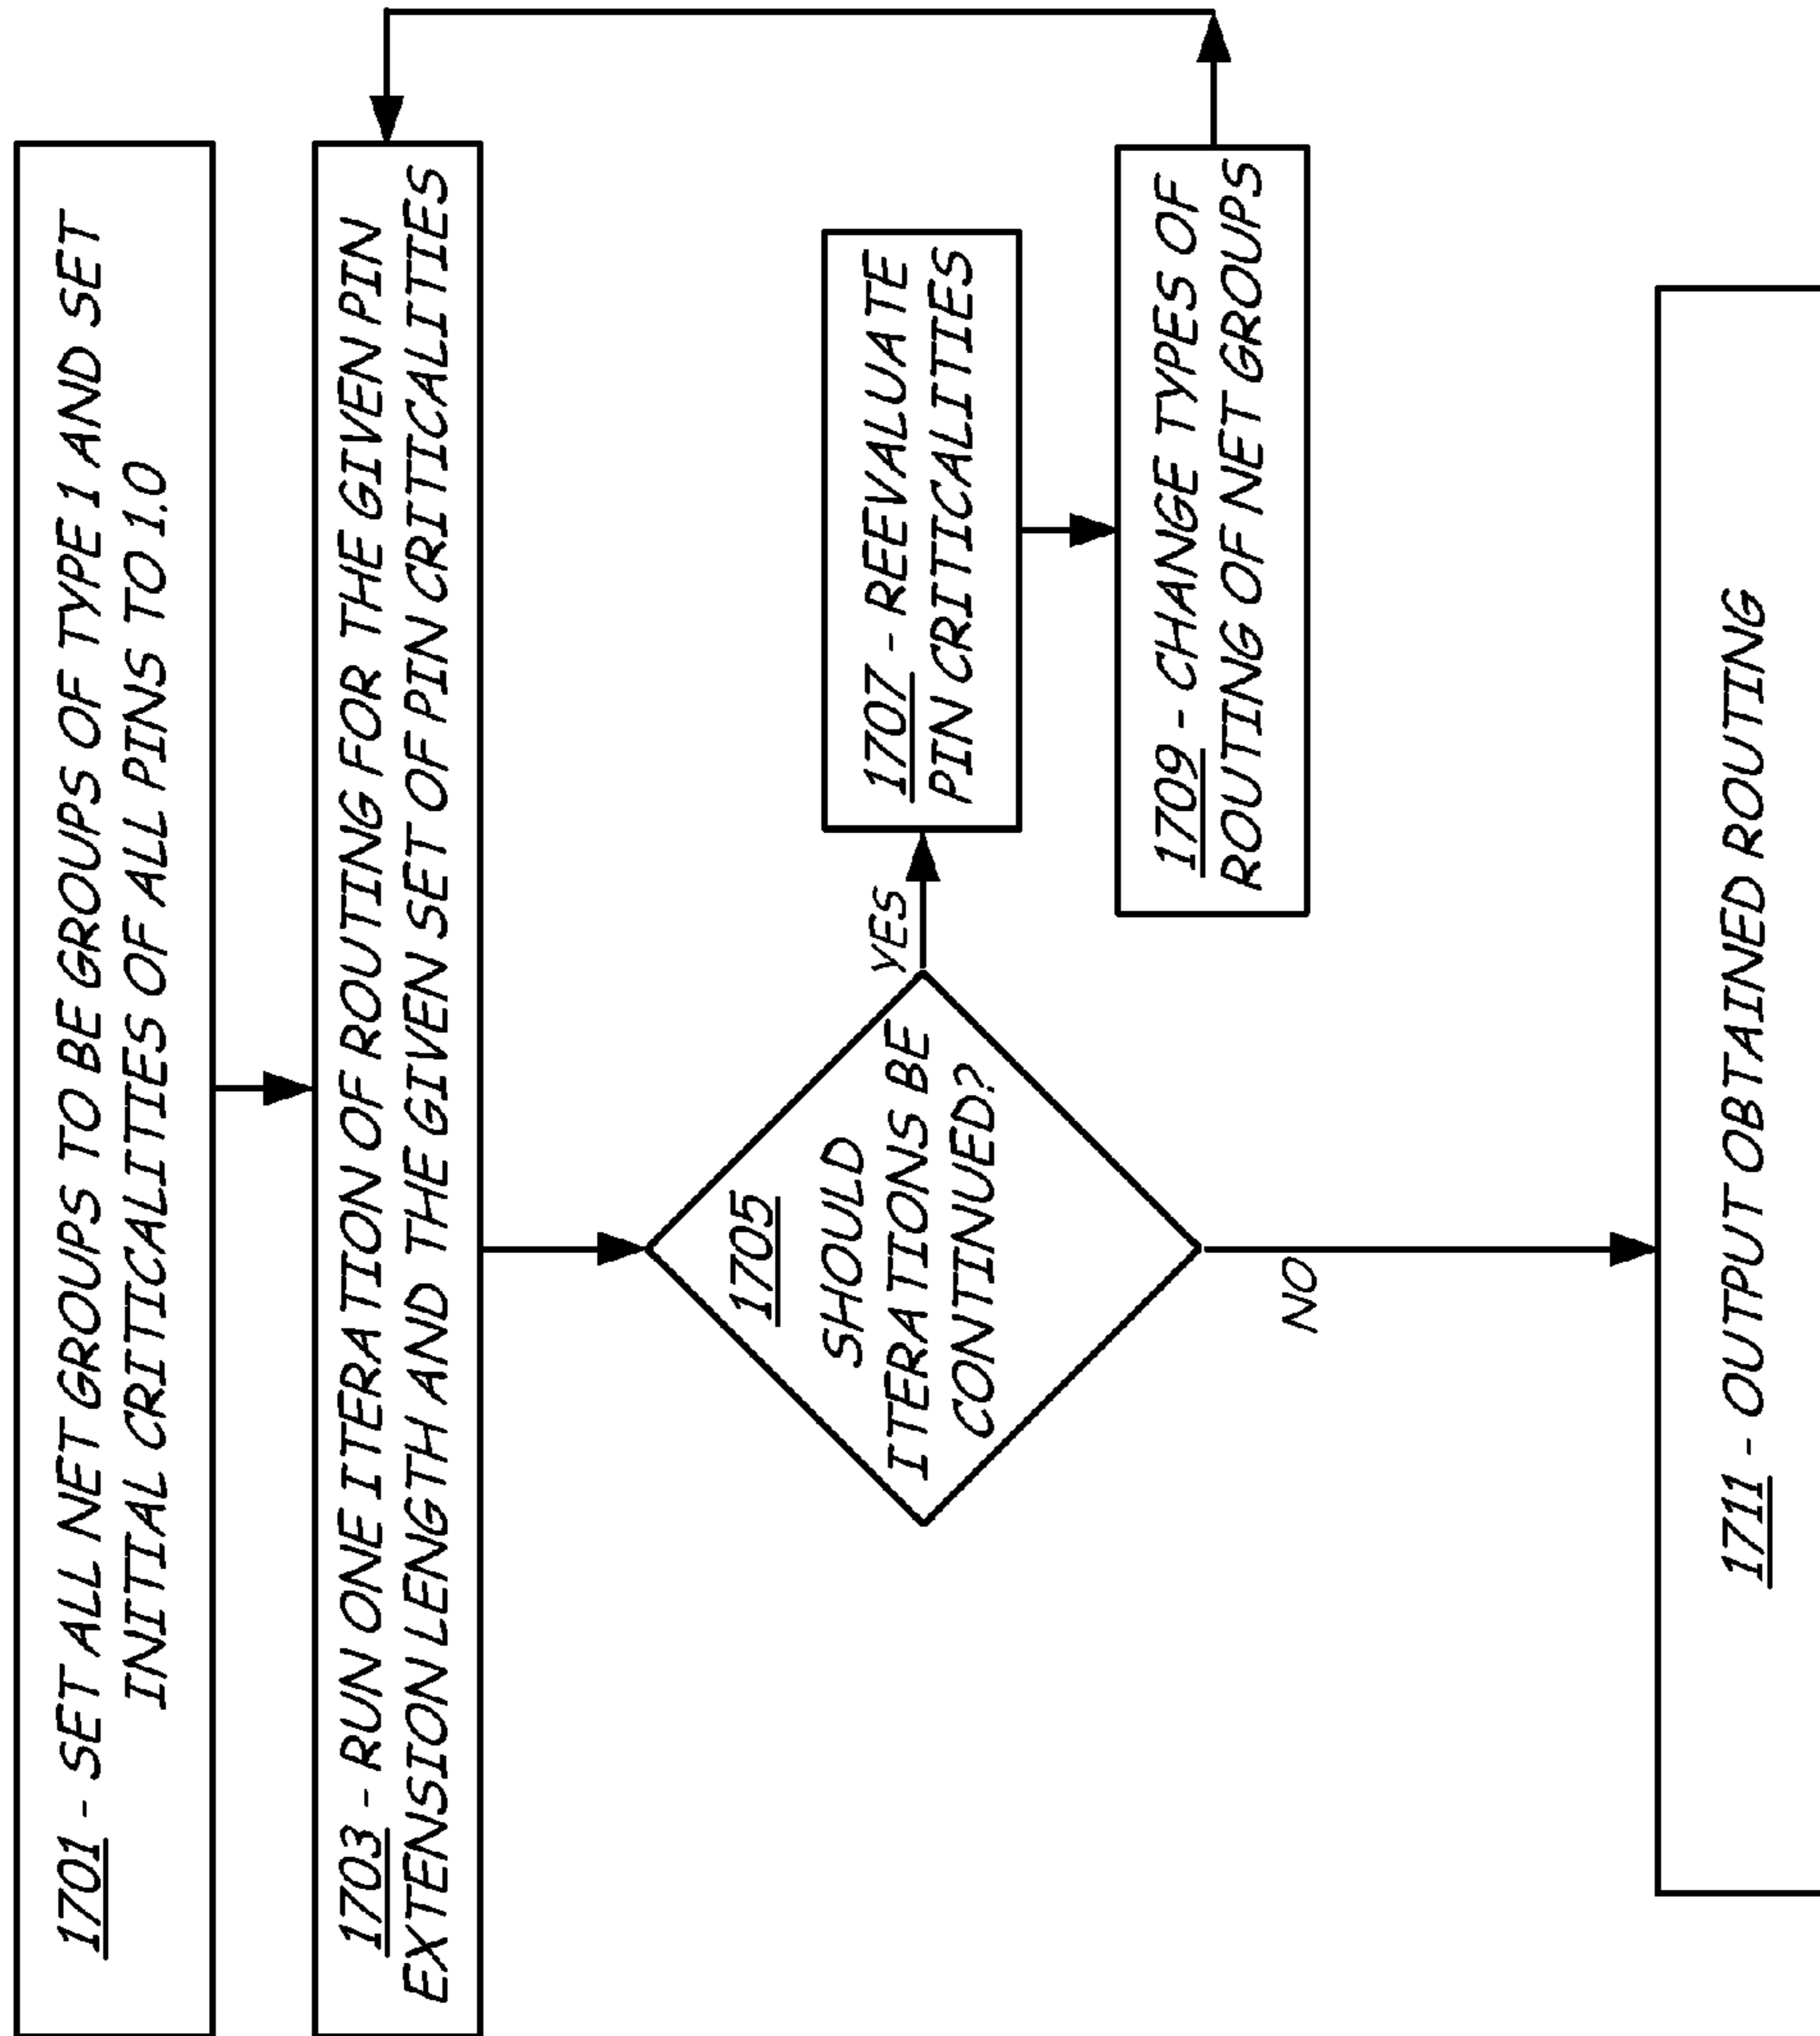 1701 - SET ALL NET GROUPS TO BE GROUPS OF TYPE 1 AND SET
INITIAL CRITICALITIES OF ALL PINS TO 1.0
1703 - RUN ONE ITERATION OF ROUTING FOR THE GIVEN PIN
EXTENSION LENGTH AND THE GIVEN SET OF PIN CRITICALITIES
1705
SHOULD
ITERATIONS BE
CONTINUED?
YES
1707 - REEVALUATE
PIN CRITICALITIES
1709 - CHANGE TYPES OF
ROUTING OF NET GROUPS
NO
1711 - OUTPUT OBTAINED ROUTING